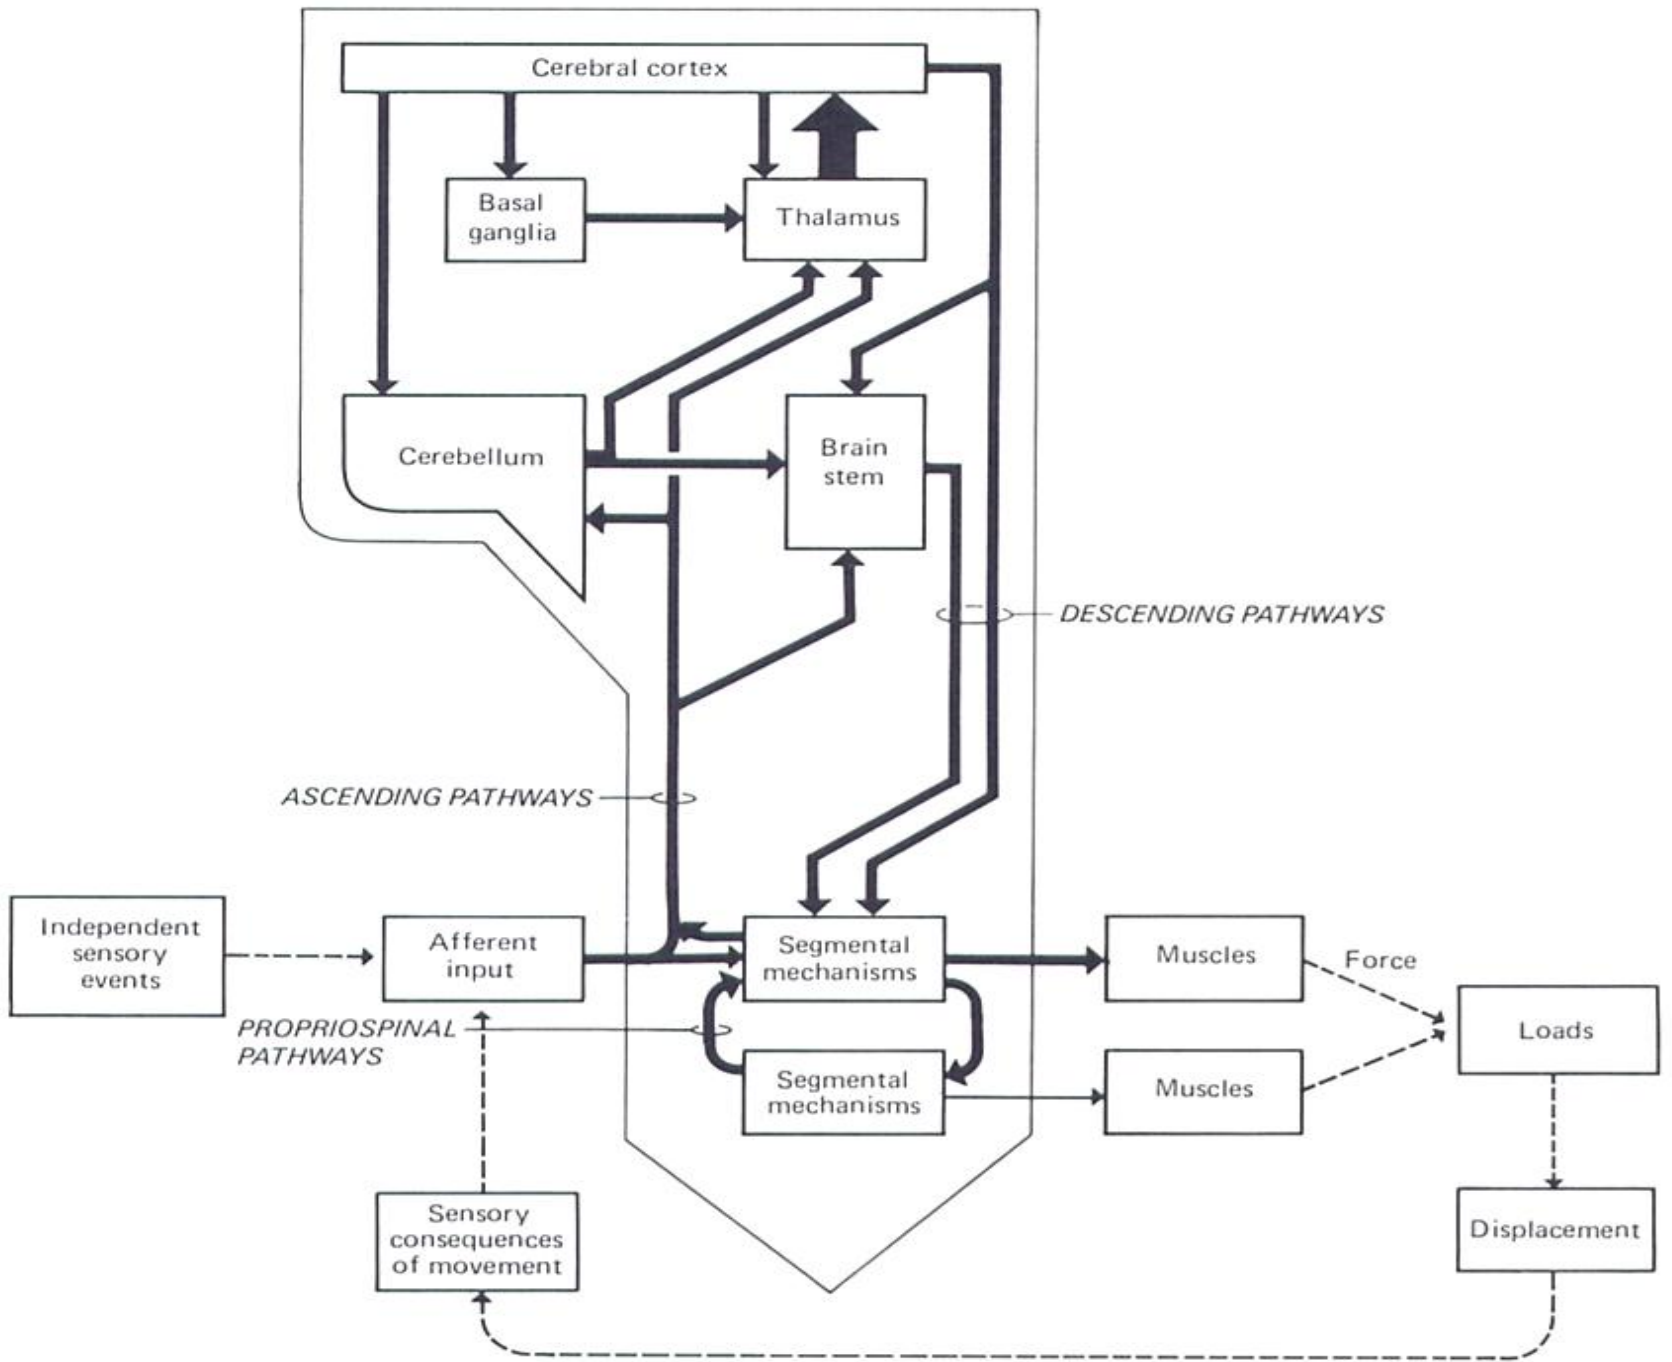 Cerebral cortex
Basal
ganglia
Thalamus
Cerebellum
Brain
stem
DESCENDING PATHWAYS
ASCENDING PATHWAYS
Independent
sensory
events
Afferent
input
Segmental
mechanisms
Muscles
Force
Loads
PROPRIOSPINAL
PATHWAYS
Segmental
mechanisms
Muscles
Sensory
consequences
of movement
Displacement